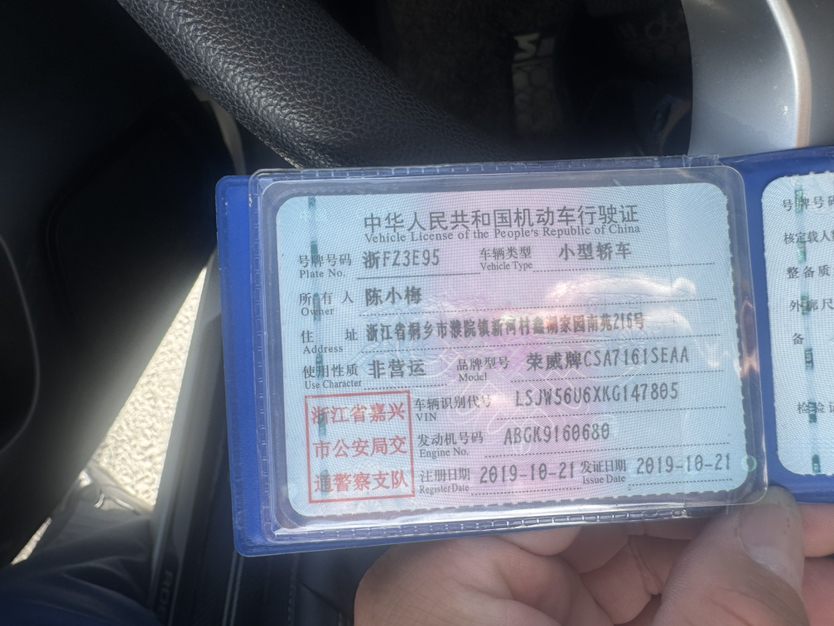 中华人民共和国机动车行驶证
Vehicle License of the People's Republic of China
号牌号码 浙FZ3E95 车辆类型 小型轿车
Plate No. Vehicle Type
所有人 陈小梅
Owner
住址 浙江省桐乡市濮院镇新河村鑫湖家园南苑216号
Address
使用性质 非营运 品牌型号 荣威牌CSA7161SEAA
Use Character Model
浙江省嘉兴
市公安局交
通警察支队
车辆识别代号 LSJW56U6XKG147805
VIN
发动机号码 ABGK9160680
Engine No.
注册日期 2019-10-21 发证日期 2019-10-21
Register Date Issue Date
号牌号码
核定载人
整备质
外廓尺
备
检验